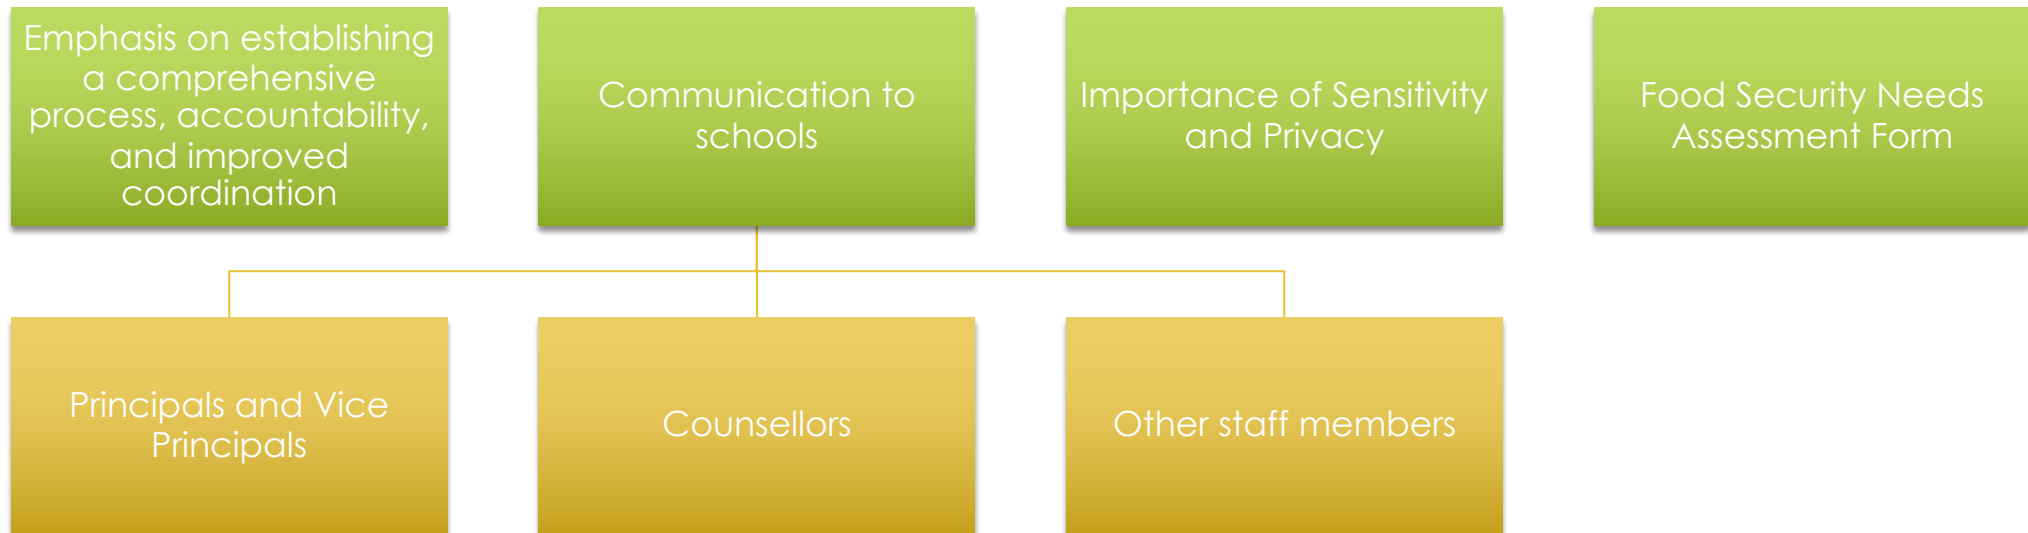 Emphasis on establishing
a comprehensive
process, accountability,
and improved
coordination
Communication to
schools
Importance of Sensitivity
and Privacy
Food Security Needs
Assessment Form
Principals and Vice
Principals
Counsellors
Other staff members